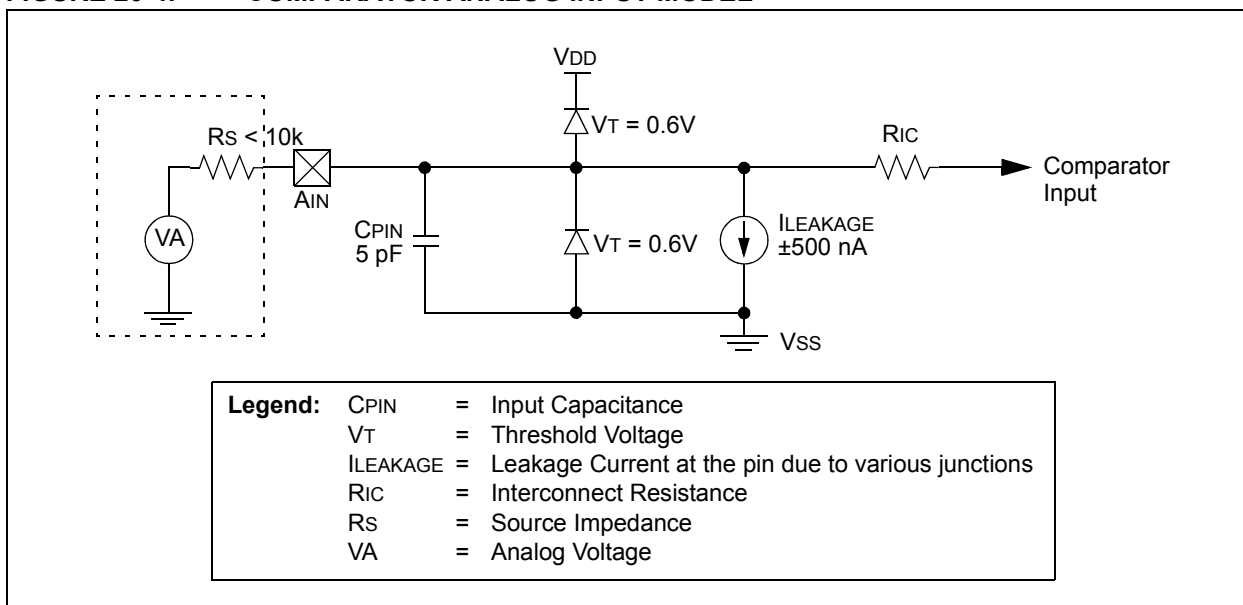 VDD
RS < 10k
VT = 0.6V
RIC
AIN
Comparator
Input
VA
CPIN
5 pF
VT = 0.6V
ILEAKAGE
±500 nA
VSS
Legend: CPIN = Input Capacitance
VT = Threshold Voltage
ILEAKAGE = Leakage Current at the pin due to various junctions
RIC = Interconnect Resistance
RS = Source Impedance
VA = Analog Voltage